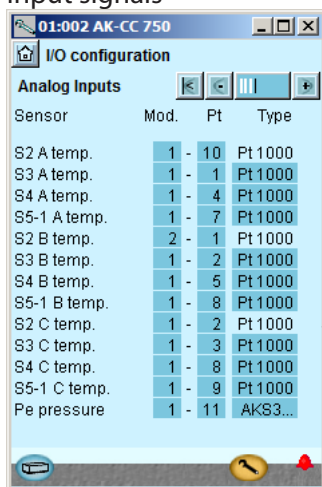 Input signals
01:002 AK-CC 750
I/O configuration
Analog Inputs
Sensor Mod. Pt Type
S2 A temp. 1 - 10 Pt1000
S3 A temp. 1 - 1 Pt1000
S4 A temp. 1 - 4 Pt1000
S5-1 A temp. 1 - 7 Pt1000
S2 B temp. 2 - 1 Pt1000
S3 B temp. 1 - 2 Pt1000
S4 B temp. 1 - 5 Pt1000
S5-1 B temp. 1 - 8 Pt1000
S2 C temp. 1 - 2 Pt1000
S3 C temp. 1 - 3 Pt1000
S4 C temp. 1 - 8 Pt1000
S5-1 C temp. 1 - 9 Pt1000
Pe pressure 1 - 11 AKS3...